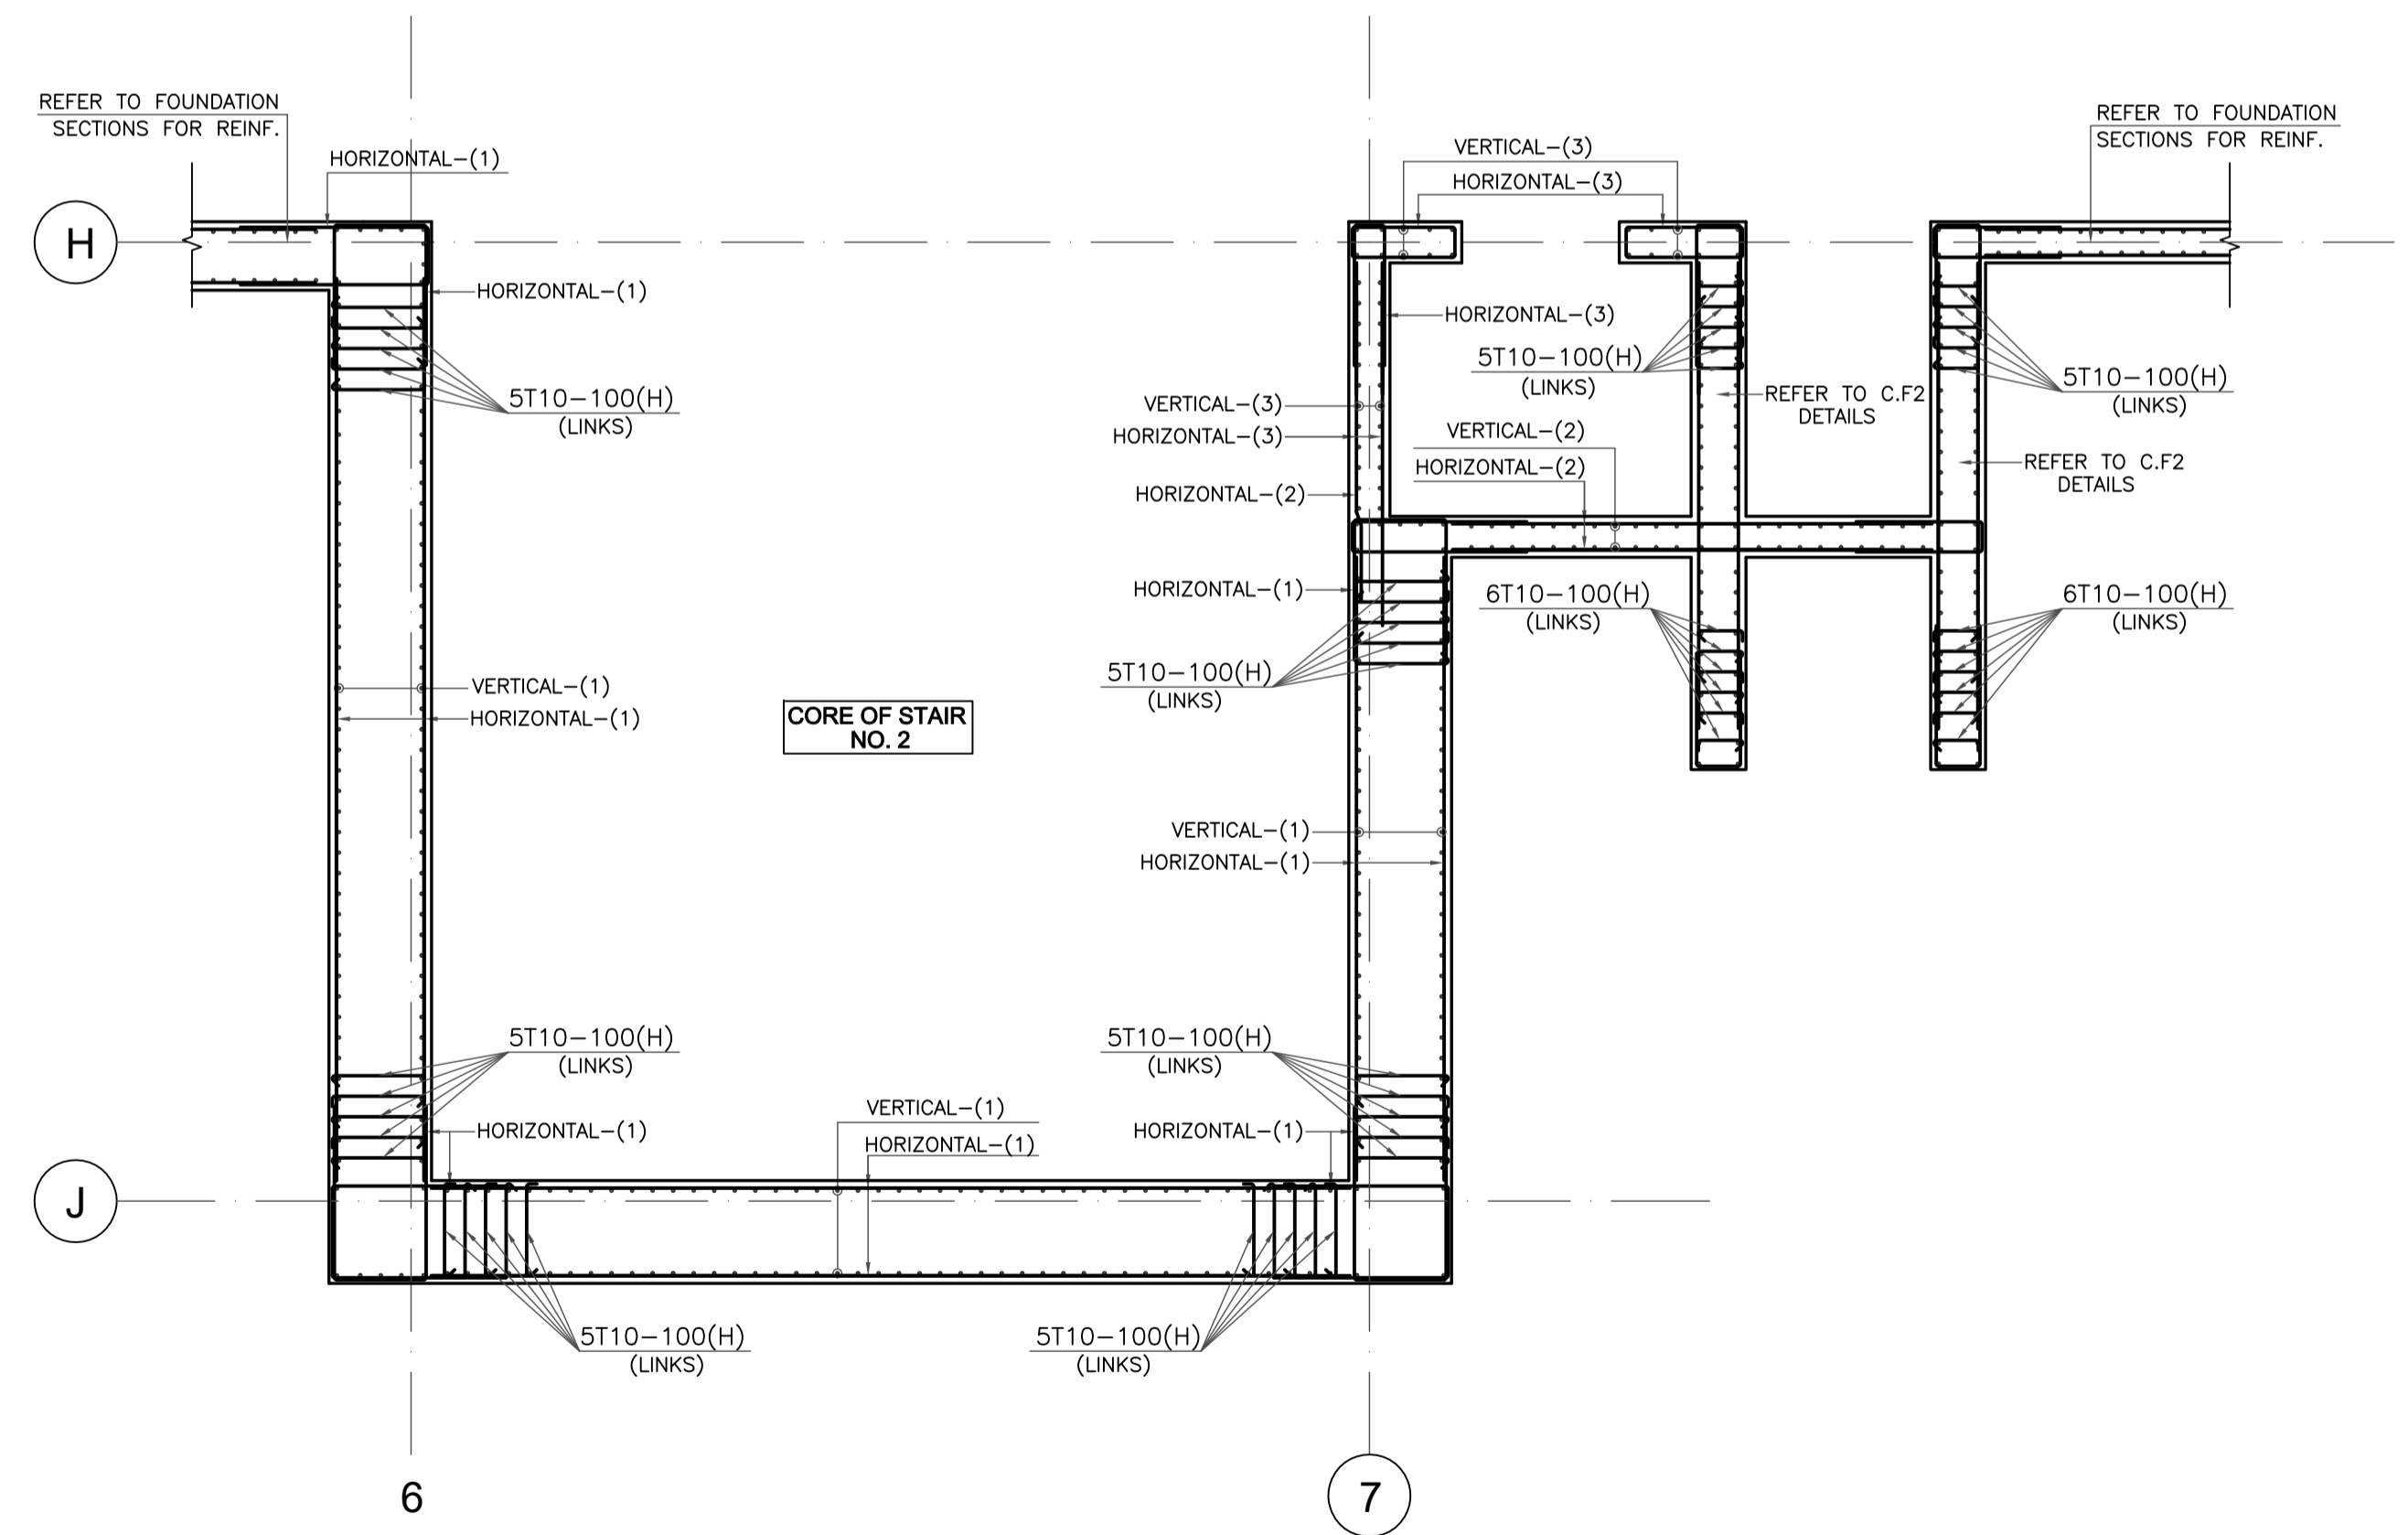 REFER TO FOUNDATION
SECTIONS FOR REINF.
HORIZONTAL-(1)
VERTICAL-(3)
HORIZONTAL-(3)
REFER TO FOUNDATION
SECTIONS FOR REINF.
H
HORIZONTAL-(1)
HORIZONTAL-(3)
5T10-100(H)
(LINKS)
5T10-100(H)
(LINKS)
5T10-100(H)
(LINKS)
REFER TO C.F2
DETAILS
VERTICAL-(3)
HORIZONTAL-(3)
VERTICAL-(2)
HORIZONTAL-(2)
HORIZONTAL-(2)
REFER TO C.F2
DETAILS
HORIZONTAL-(1)
6T10-100(H)
(LINKS)
6T10-100(H)
(LINKS)
5T10-100(H)
(LINKS)
VERTICAL-(1)
HORIZONTAL-(1)
CORE OF STAIR
NO. 2
VERTICAL-(1)
HORIZONTAL-(1)
5T10-100(H)
(LINKS)
5T10-100(H)
(LINKS)
HORIZONTAL-(1)
VERTICAL-(1)
HORIZONTAL-(1)
HORIZONTAL-(1)
J
5T10-100(H)
(LINKS)
5T10-100(H)
(LINKS)
6
7